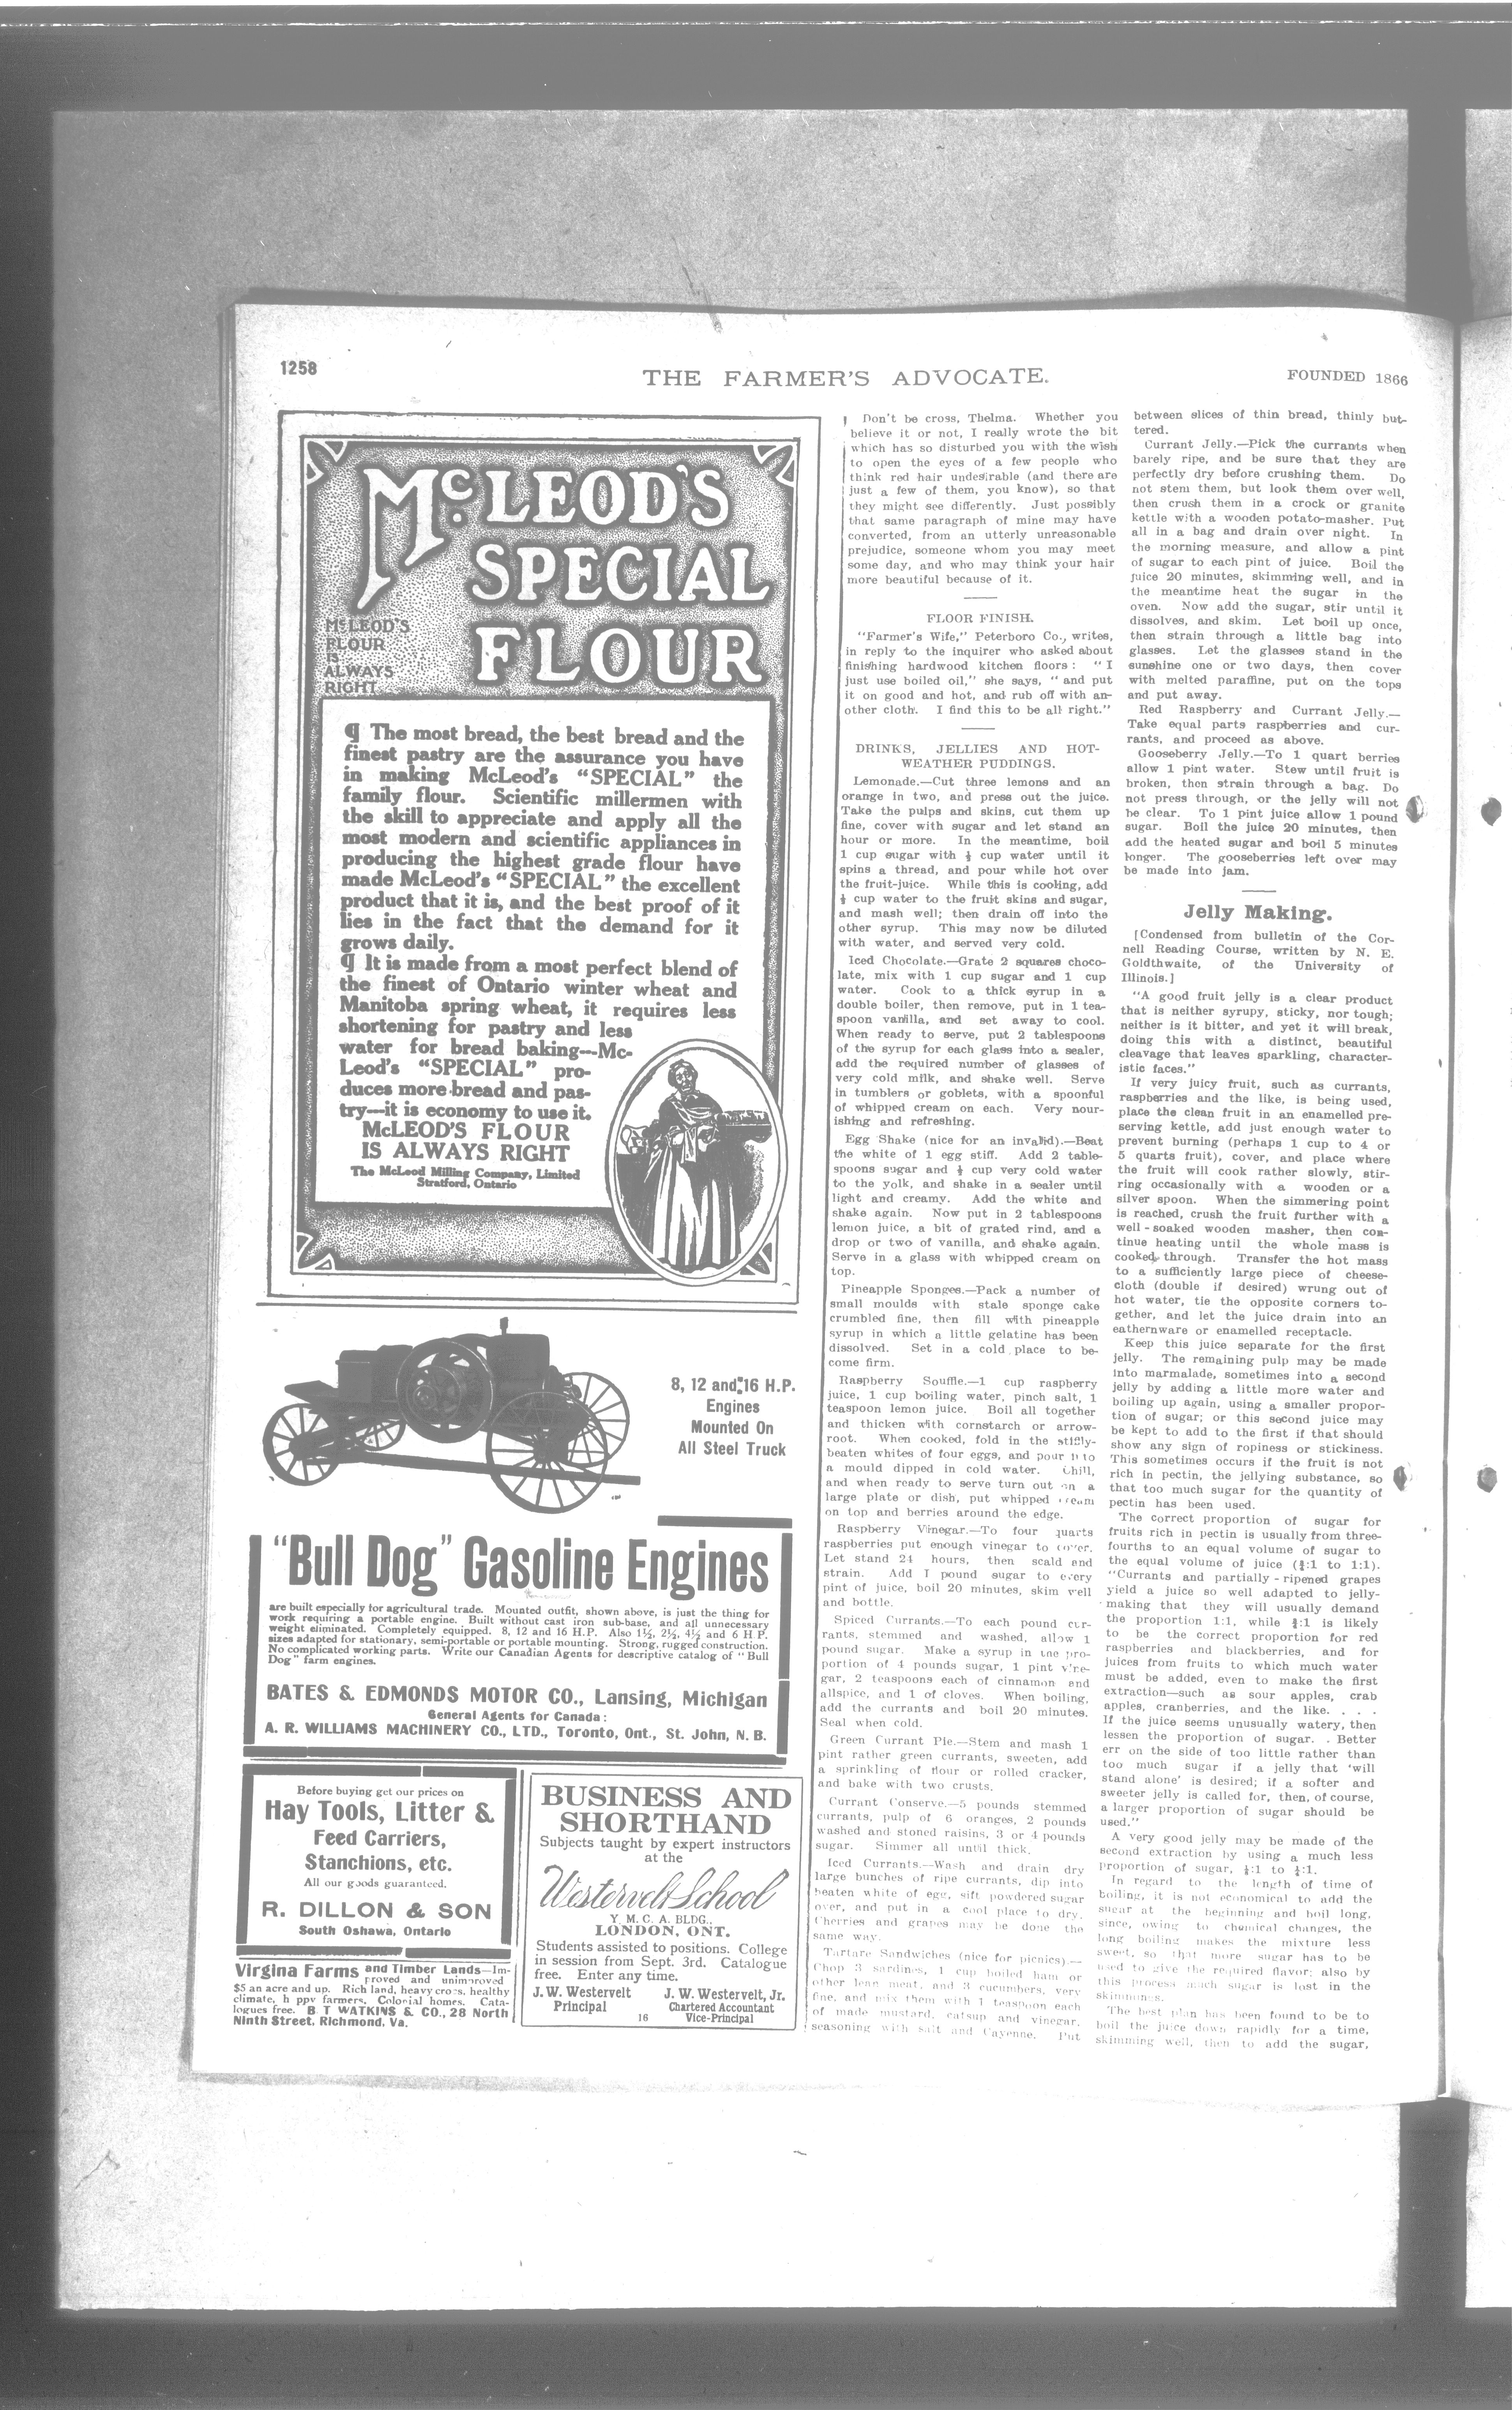 1258
THE FARMER'S ADVOCATE.
FOUNDED 1866
McLEOD'S
SPECIAL
FLOUR
McLEOD'S
FLOUR
IS
ALWAYS
RIGHT
¶ The most bread, the best bread and the
finest pastry are the assurance you have
in making McLeod's "SPECIAL" the
family flour. Scientific millermen with
the skill to appreciate and apply all the
most modern and scientific appliances in
producing the highest grade flour have
made McLeod's "SPECIAL" the excellent
product that it is, and the best proof of it
lies in the fact that the demand for it
grows daily.
¶ It is made from a most perfect blend of
the finest of Ontario winter wheat and
Manitoba spring wheat, it requires less
shortening for pastry and less
water for bread baking--Mc-
Leod's "SPECIAL" pro-
duces more bread and pas-
try—it is economy to use it.
McLEOD'S FLOUR
IS ALWAYS RIGHT
The McLeod Milling Company, Limited
Stratford, Ontario
8, 12 and 16 H.P.
Engines
Mounted On
All Steel Truck
"Bull Dog" Gasoline Engines
are built especially for agricultural trade. Mounted outfit, shown above, is just the thing for
work requiring a portable engine. Built without cast iron sub-base, and all unnecessary
weight eliminated. Completely equipped. 8, 12 and 16 H.P. Also 1½, 2½, 4½ and 6 H P.
sizes adapted for stationary, semi-portable or portable mounting. Strong, rugged construction.
No complicated working parts. Write our Canadian Agents for descriptive catalog of "Bull
Dog" farm engines.
BATES & EDMONDS MOTOR CO., Lansing, Michigan
General Agents for Canada:
A. R. WILLIAMS MACHINERY CO., LTD., Toronto, Ont., St. John, N. B.
Before buying get our prices on
Hay Tools, Litter &
Feed Carriers,
Stanchions, etc.
All our goods guaranteed.
R. DILLON & SON
South Oshawa, Ontario
Virgina Farms and Timber Lands—Im-
proved and unimproved
$5 an acre and up. Rich land, heavy crops, healthy
climate, h ppy farmers. Colonial homes. Cata-
logues free. B T WATKINS & CO., 28 North
Ninth Street, Richmond, Va.
BUSINESS AND
SHORTHAND
Subjects taught by expert instructors
at the
Westervelt School
Y. M. C. A. BLDG.,
LONDON, ONT.
Students assisted to positions. College
in session from Sept. 3rd. Catalogue
free. Enter any time.
J. W. Westervelt J. W. Westervelt, Jr.
Principal Chartered Accountant
16 Vice-Principal
Don't be cross, Thelma. Whether you
believe it or not, I really wrote the bit
which has so disturbed you with the wish
to open the eyes of a few people who
think red hair undesirable (and there are
just a few of them, you know), so that
they might see differently. Just possibly
that same paragraph of mine may have
converted, from an utterly unreasonable
prejudice, someone whom you may meet
some day, and who may think your hair
more beautiful because of it.
FLOOR FINISH.
"Farmer's Wife," Peterboro Co., writes,
in reply to the inquirer who asked about
finishing hardwood kitchen floors : "I
just use boiled oil," she says, "and put
it on good and hot, and rub off with an-
other cloth. I find this to be all right."
DRINKS, JELLIES AND HOT-
WEATHER PUDDINGS.
Lemonade.—Cut three lemons and an
orange in two, and press out the juice.
Take the pulps and skins, cut them up
fine, cover with sugar and let stand an
hour or more. In the meantime, boil
1 cup sugar with ½ cup water until it
spins a thread, and pour while hot over
the fruit-juice. While this is cooling, add
½ cup water to the fruit skins and sugar,
and mash well; then drain off into the
other syrup. This may now be diluted
with water, and served very cold.
Iced Chocolate.—Grate 2 squares choco-
late, mix with 1 cup sugar and 1 cup
water. Cook to a thick syrup in a
double boiler, then remove, put in 1 tea-
spoon vanilla, and set away to cool.
When ready to serve, put 2 tablespoons
of the syrup for each glass into a sealer,
add the required number of glasses of
very cold milk, and shake well. Serve
in tumblers or goblets, with a spoonful
of whipped cream on each. Very nour-
ishing and refreshing.
Egg Shake (nice for an invalid).—Beat
the white of 1 egg stiff. Add 2 table-
spoons sugar and ½ cup very cold water
to the yolk, and shake in a sealer until
light and creamy. Add the white and
shake again. Now put in 2 tablespoons
lemon juice, a bit of grated rind, and a
drop or two of vanilla, and shake again.
Serve in a glass with whipped cream on
top.
Pineapple Sponges.—Pack a number of
small moulds with stale sponge cake
crumbled fine, then fill with pineapple
syrup in which a little gelatine has been
dissolved. Set in a cold place to be-
come firm.
Raspberry Souffle.—1 cup raspberry
juice, 1 cup boiling water, pinch salt, 1
teaspoon lemon juice. Boil all together
and thicken with cornstarch or arrow-
root. When cooked, fold in the stiffly-
beaten whites of four eggs, and pour into
a mould dipped in cold water. Chill,
and when ready to serve turn out on a
large plate or dish, put whipped cream
on top and berries around the edge.
Raspberry Vinegar.—To four quarts
raspberries put enough vinegar to cover.
Let stand 24 hours, then scald and
strain. Add 1 pound sugar to every
pint of juice, boil 20 minutes, skim well
and bottle.
Spiced Currants.—To each pound cur-
rants, stemmed and washed, allow 1
pound sugar. Make a syrup in the pro-
portion of 4 pounds sugar, 1 pint vine-
gar, 2 teaspoons each of cinnamon and
allspice, and 1 of cloves. When boiling,
add the currants and boil 20 minutes.
Seal when cold.
Green Currant Pie.—Stem and mash 1
pint rather green currants, sweeten, add
a sprinkling of flour or rolled cracker,
and bake with two crusts.
Currant Conserve.—5 pounds stemmed
currants, pulp of 6 oranges, 2 pounds
washed and stoned raisins, 3 or 4 pounds
sugar. Simmer all until thick.
Iced Currants.—Wash and drain dry
large bunches of ripe currants, dip into
beaten white of egg, sift powdered sugar
over, and put in a cool place to dry.
Cherries and grapes may be done the
same way.
Tartare Sandwiches (nice for picnics).—
Chop 3 sardines, 1 cup boiled ham or
other lean meat, and 3 cucumbers, very
fine, and mix them with 1 teaspoon each
of made mustard, catsup and vinegar,
seasoning with salt and Cayenne. Put
between slices of thin bread, thinly but-
tered.
Currant Jelly.—Pick the currants when
barely ripe, and be sure that they are
perfectly dry before crushing them. Do
not stem them, but look them over well,
then crush them in a crock or granite
kettle with a wooden potato-masher. Put
all in a bag and drain over night. In
the morning measure, and allow a pint
of sugar to each pint of juice. Boil the
juice 20 minutes, skimming well, and in
the meantime heat the sugar in the
oven. Now add the sugar, stir until it
dissolves, and skim. Let boil up once,
then strain through a little bag into
glasses. Let the glasses stand in the
sunshine one or two days, then cover
with melted paraffine, put on the tops
and put away.
Red Raspberry and Currant Jelly.—
Take equal parts raspberries and cur-
rants, and proceed as above.
Gooseberry Jelly.—To 1 quart berries
allow 1 pint water. Stew until fruit is
broken, then strain through a bag. Do
not press through, or the jelly will not
be clear. To 1 pint juice allow 1 pound
sugar. Boil the juice 20 minutes, then
add the heated sugar and boil 5 minutes
longer. The gooseberries left over may
be made into jam.
Jelly Making.
[Condensed from bulletin of the Cor-
nell Reading Course, written by N. E.
Goldthwaite, of the University of
Illinois.]
"A good fruit jelly is a clear product
that is neither syrupy, sticky, nor tough;
neither is it bitter, and yet it will break,
doing this with a distinct, beautiful
cleavage that leaves sparkling, character-
istic faces."
If very juicy fruit, such as currants,
raspberries and the like, is being used,
place the clean fruit in an enamelled pre-
serving kettle, add just enough water to
prevent burning (perhaps 1 cup to 4 or
5 quarts fruit), cover, and place where
the fruit will cook rather slowly, stir-
ring occasionally with a wooden or a
silver spoon. When the simmering point
is reached, crush the fruit further with a
well-soaked wooden masher, then con-
tinue heating until the whole mass is
cooked through. Transfer the hot mass
to a sufficiently large piece of cheese-
cloth (double if desired) wrung out of
hot water, tie the opposite corners to-
gether, and let the juice drain into an
eathernware or enamelled receptacle.
Keep this juice separate for the first
jelly. The remaining pulp may be made
into marmalade, sometimes into a second
jelly by adding a little more water and
boiling up again, using a smaller propor-
tion of sugar; or this second juice may
be kept to add to the first if that should
show any sign of ropiness or stickiness.
This sometimes occurs if the fruit is not
rich in pectin, the jellying substance, so
that too much sugar for the quantity of
pectin has been used.
The correct proportion of sugar for
fruits rich in pectin is usually from three-
fourths to an equal volume of sugar to
the equal volume of juice (¾:1 to 1:1).
"Currants and partially-ripened grapes
yield a juice so well adapted to jelly-
making that they will usually demand
the proportion 1:1, while ¾:1 is likely
to be the correct proportion for red
raspberries and blackberries, and for
juices from fruits to which much water
must be added, even to make the first
extraction—such as sour apples, crab
apples, cranberries, and the like. . . .
If the juice seems unusually watery, then
lessen the proportion of sugar. . Better
err on the side of too little rather than
too much sugar if a jelly that 'will
stand alone' is desired; if a softer and
sweeter jelly is called for, then, of course,
a larger proportion of sugar should be
used."
A very good jelly may be made of the
second extraction by using a much less
proportion of sugar,
In regard to the length of time of
boiling, it is not economical to add the
sugar at the beginning and boil long,
since, owing to chemical changes, the
long boiling makes the mixture less
sweet, so that more sugar has to be
used to give the required flavor; also by
this process much sugar is lost in the
skimmings.
The best plan has been found to be to
boil the juice down rapidly for a time,
skimming well, then to add the sugar,